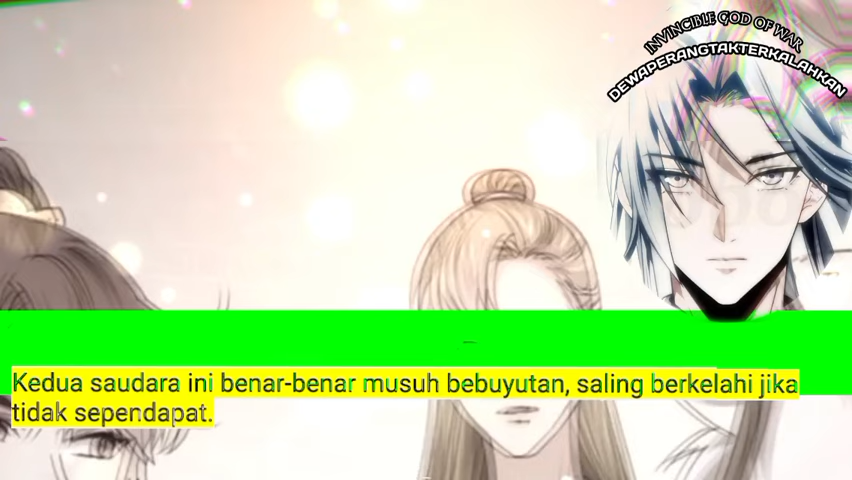 INVINCIBLE GOD OF WAR
DEWAPERANGTAKTERKALAHKAN
Kedua saudara ini benar-benar musuh bebuyutan, saling berkelahi jika
tidak sependapat.